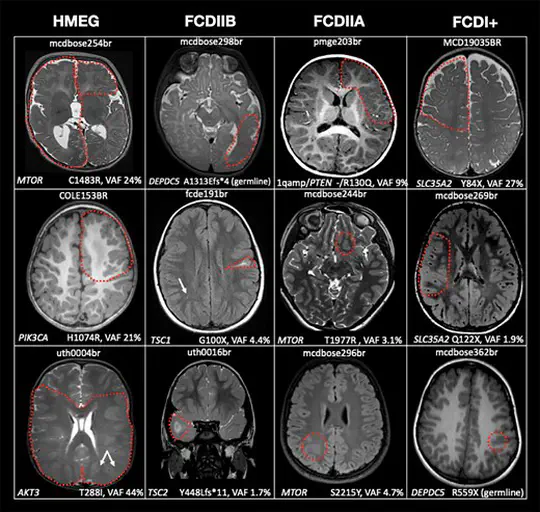 HMEG FCDIIB FCDIIA FCDI+
mcdbose254br mcdbose298br pmge203br MCD19035BR
MTOR C1483R, VAF 24% DEPDC5 A1313Efs*4 (germline) 1qamp/PTEN -/R130Q, VAF 9% SLC35A2 Y84X, VAF 27%
COLE153BR fcde191br mcdbose244br mcdbose269br
PIK3CA H1074R, VAF 21% TSC1 G100X, VAF 4.4% MTOR T1977R , VAF 3.1% SLC35A2 Q122X, VAF 1.9%
uth0004br uth0016br mcdbose296br mcdbose362br
AKT3 T288I, VAF 44% TSC2 Y448Lfs*11, VAF 1.7% MTOR S2215Y, VAF 4.7% DEPDC5 R559X (germline)